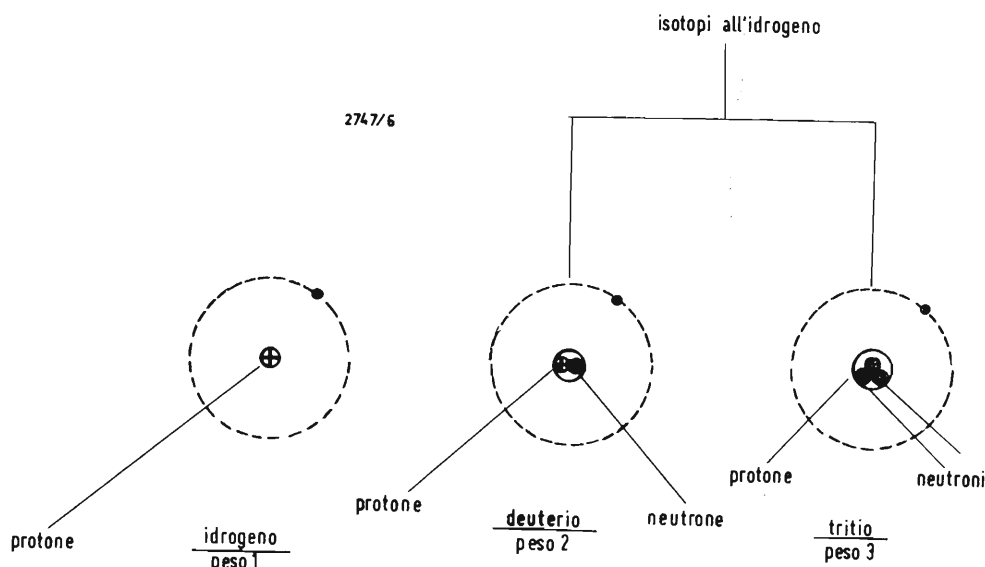 isotopi all'idrogeno
2747/6
protone
idrogeno
peso 1
protone
deuterio
peso 2
neutrone
protone
tritio
peso 3
neutroni